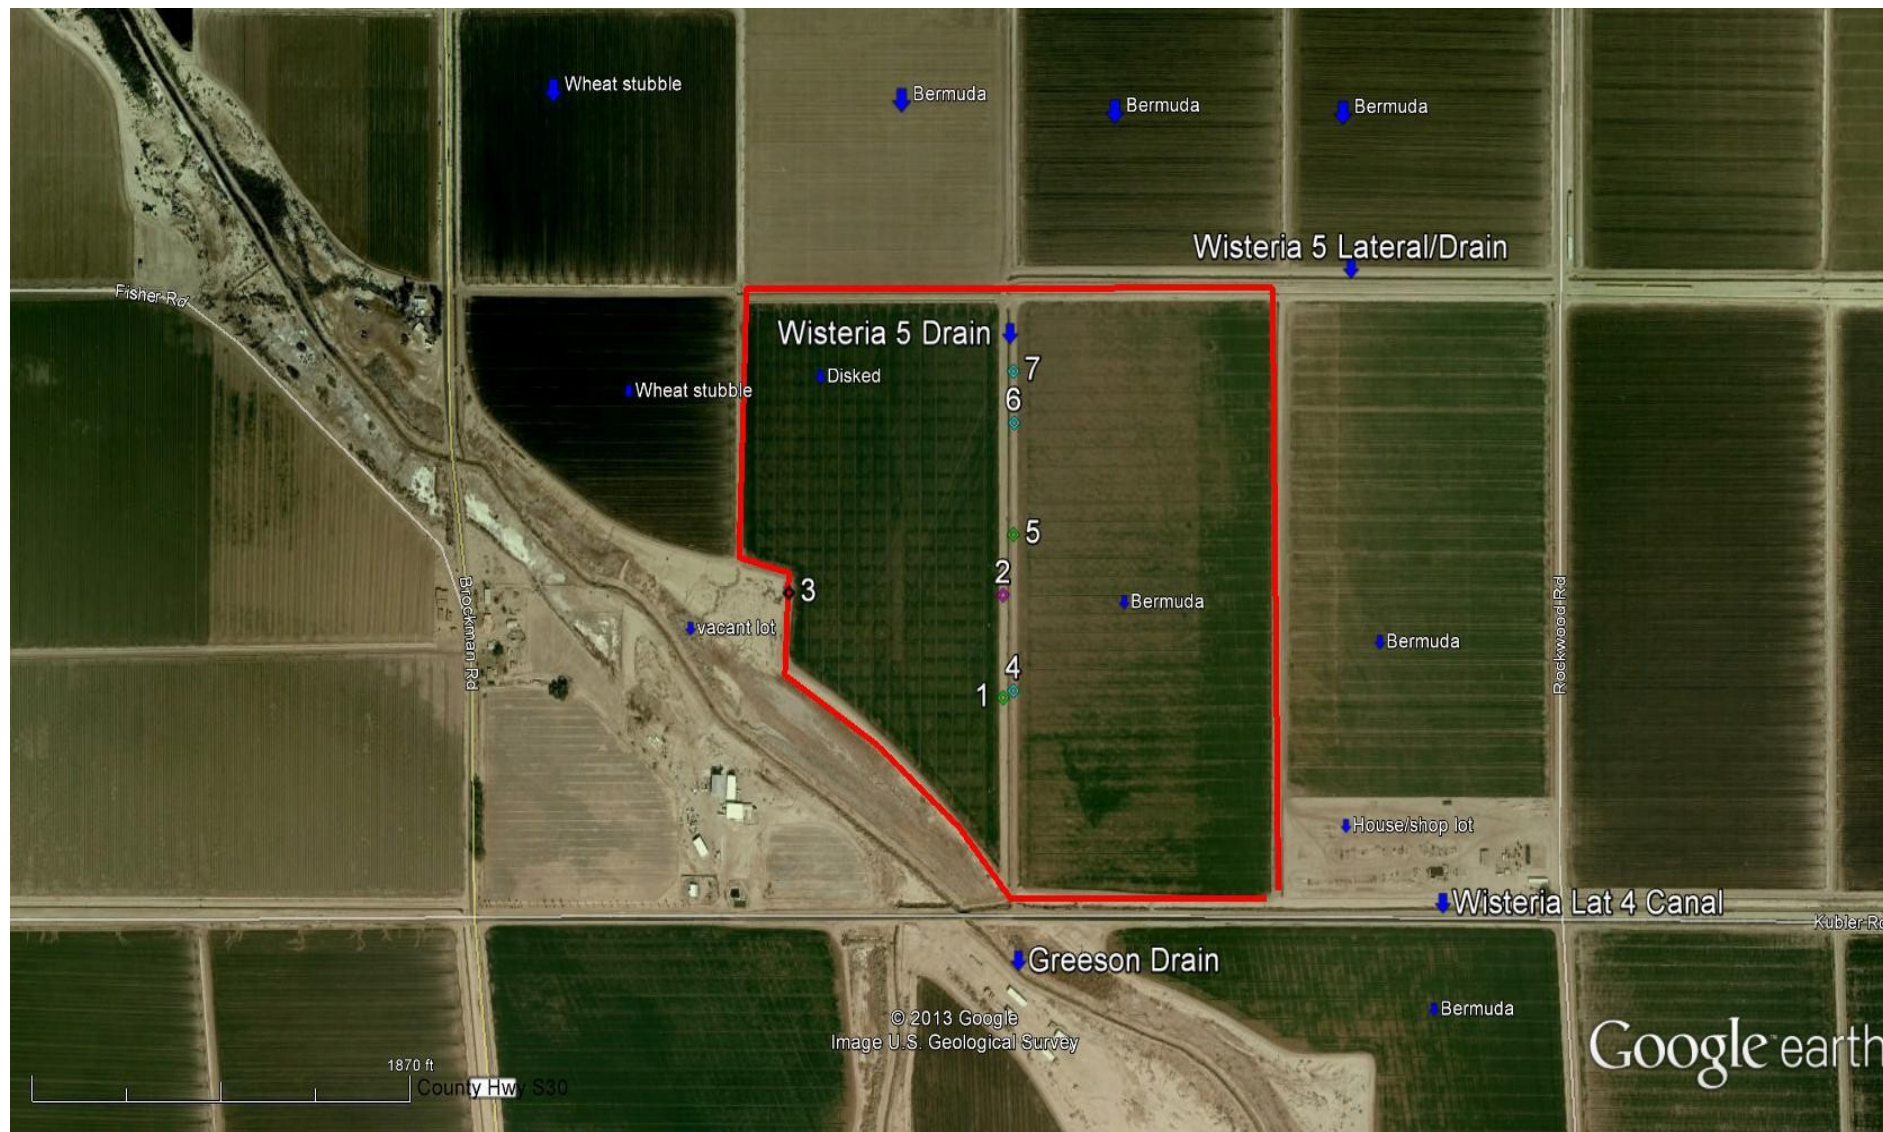 Wheat stubble
Bermuda
Bermuda
Bermuda
Wisteria 5 Lateral/Drain
Fisher Rd
Wisteria 5 Drain
7
Disked
Wheat stubble
6
5
2
3
Bermuda
Brockman Rd
Rockwood Rd
vacant lot
Bermuda
4
1
House/shop lot
Wisteria Lat 4 Canal
Kubler Rd
Greeson Drain
Bermuda
© 2013 Google
Image U.S. Geological Survey
Google earth
1870 ft
County Hwy S30